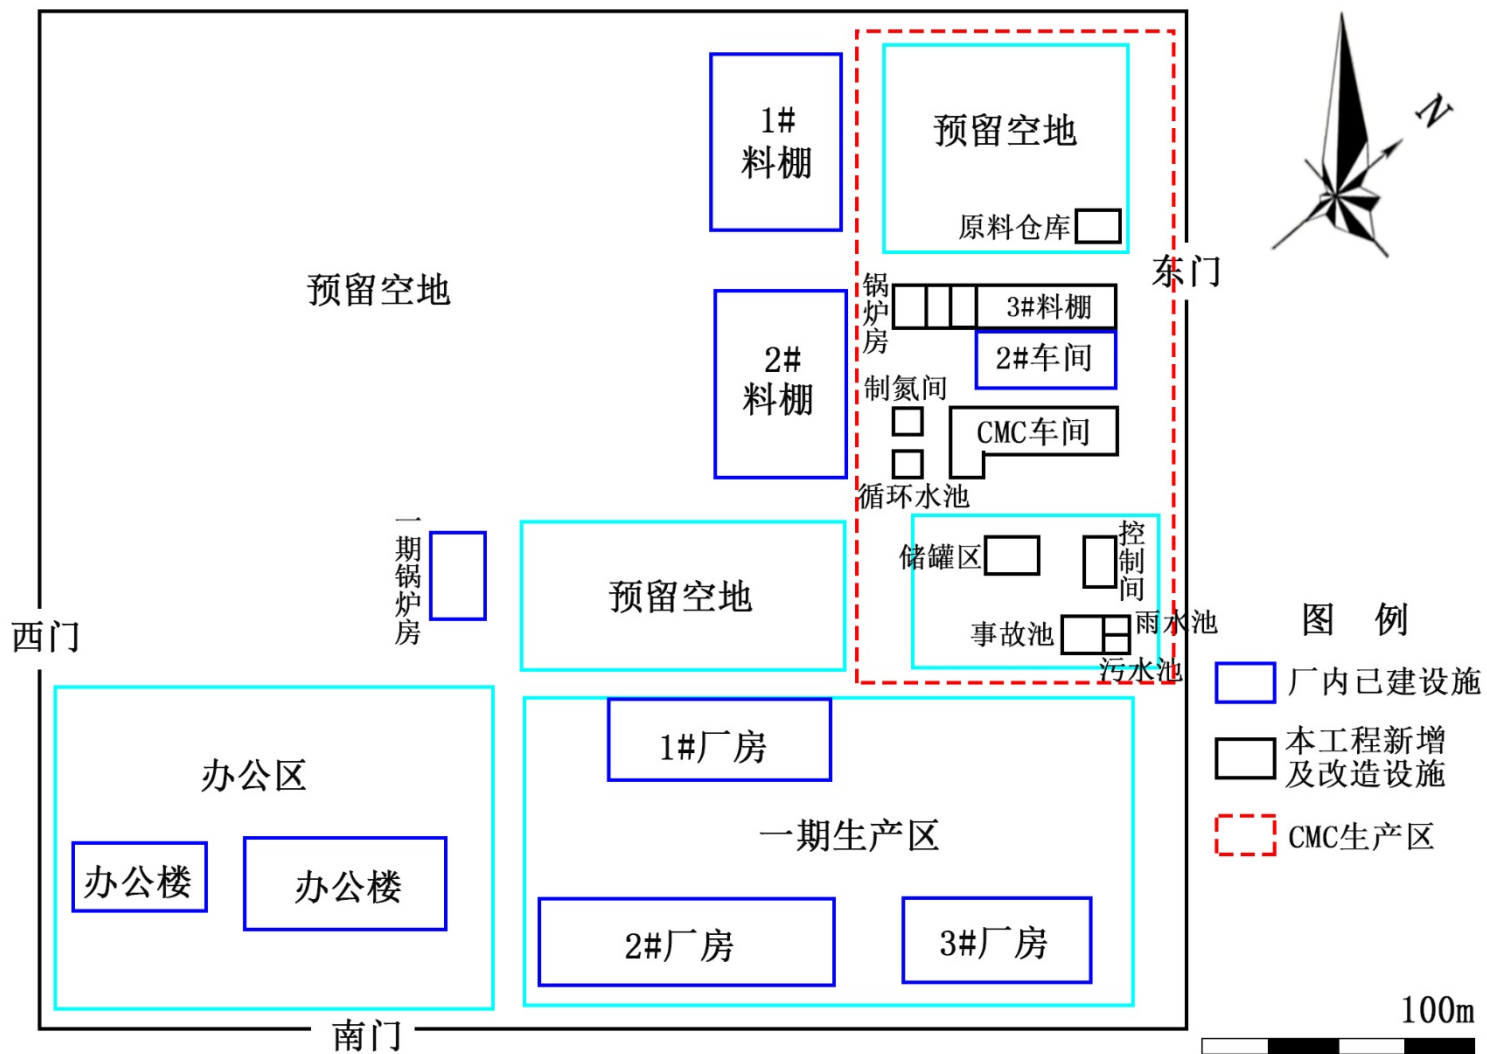 1#
料棚
预留空地
N
原料仓库
东门
锅炉房
3#料棚
预留空地
2#
料棚
2#车间
制氮间
CMC车间
循环水池
一期锅炉房
预留空地
储罐区
控制间
西门
事故池
雨水池
污水池
图 例
厂内已建设施
本工程新增
及改造设施
CMC生产区
办公区
1#厂房
一期生产区
办公楼
办公楼
2#厂房
3#厂房
南门
100m